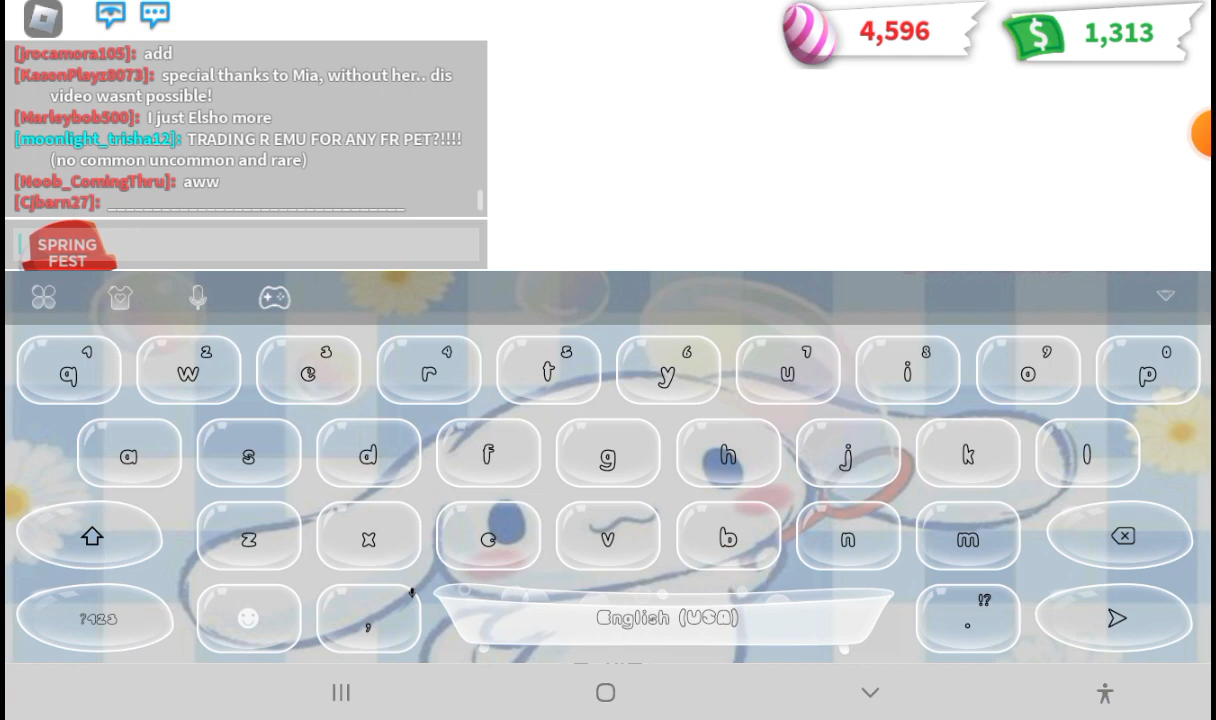 4,596
1,313
[jrocamora105]: add
[KasonPlayz8073]: special thanks to Mia, without her.. dis
video wasnt possible!
[Marleybob500]: I just Elsho more
[moonlight_trisha12]: TRADING R EMU FOR ANY FR PET?!!!!
(no common uncommon and rare)
[Noob_ComingThru]: aww
[CJbarn27]: _________________________________
SPRING
FEST
1 2 3 4 5 6 7 8 9 0
q w e r t y u i o p
a s d f g h j k l
z x c v b n m
?123 , English (USA) !? .